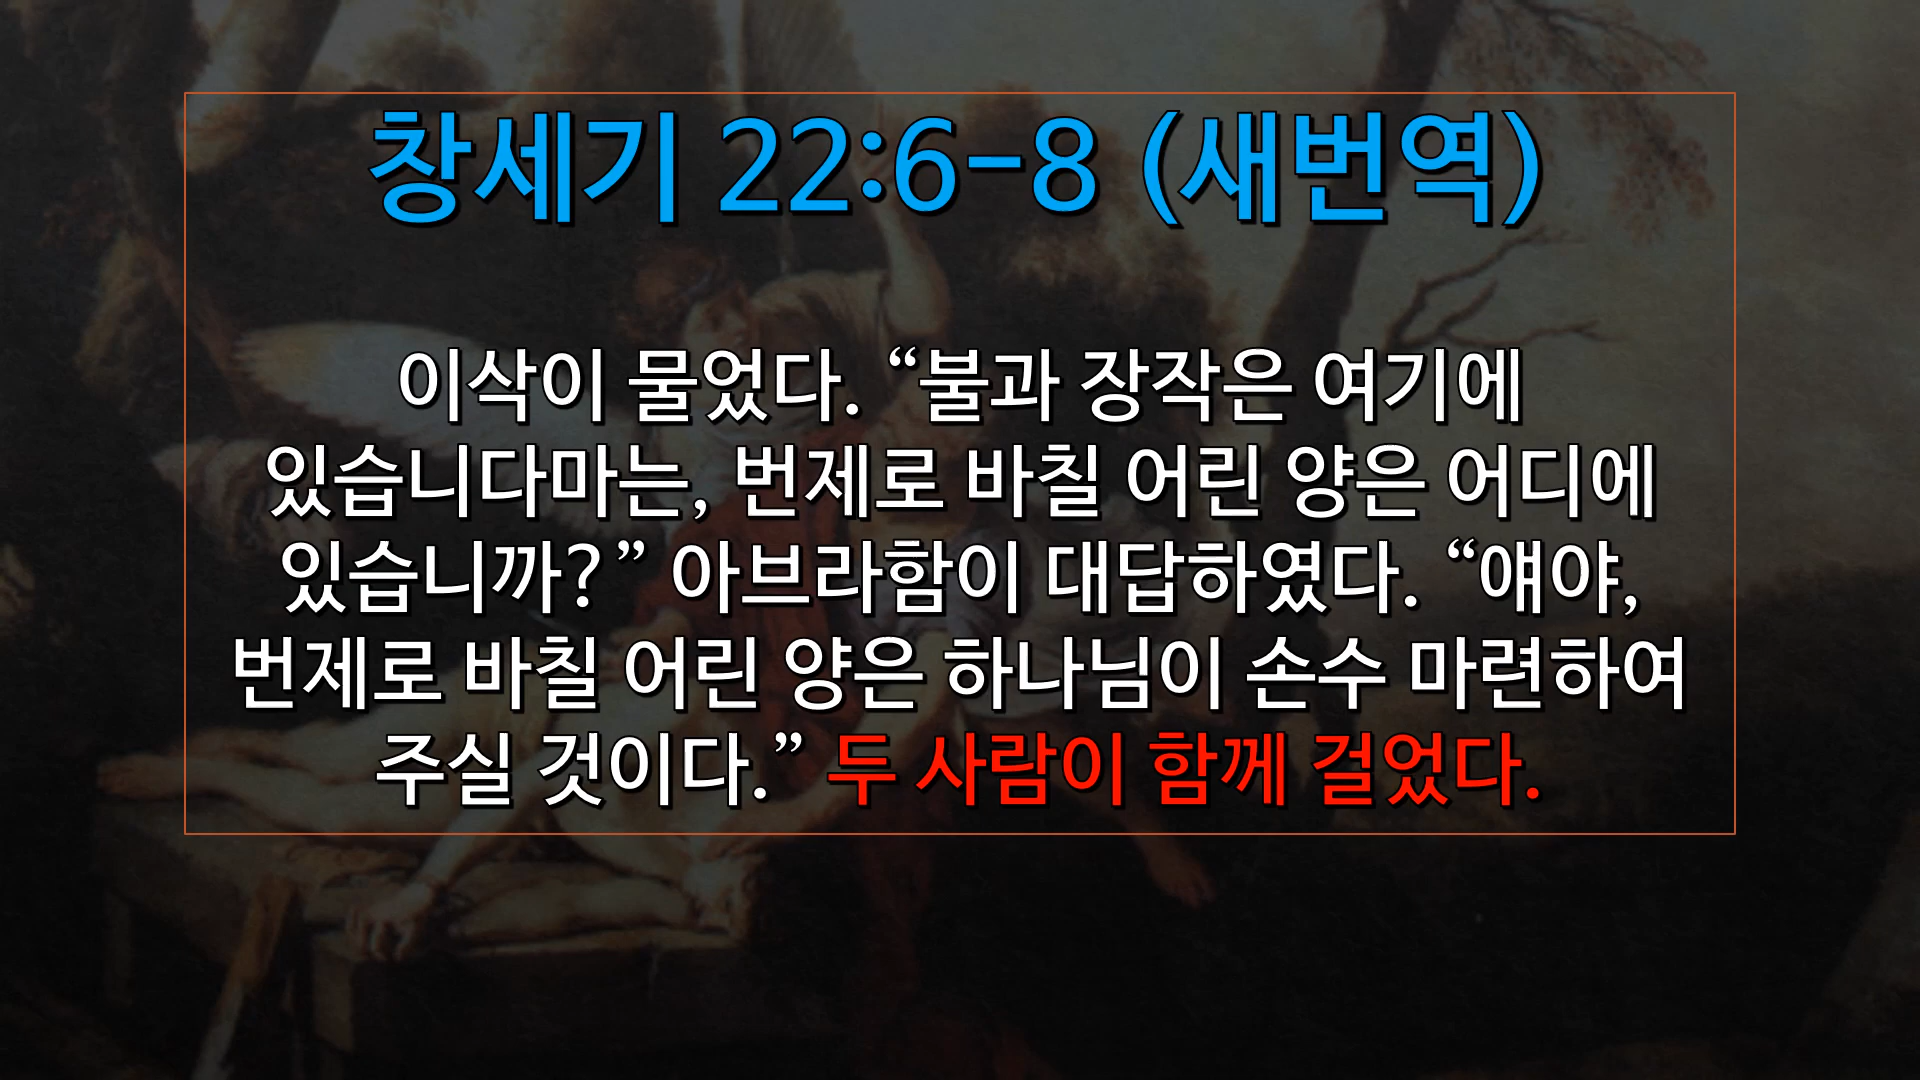 창세기 22:6-8 (새번역)
이삭이 물었다. “불과 장작은 여기에
있습니다마는, 번제로 바칠 어린 양은 어디에
있습니까?” 아브라함이 대답하였다. “얘야,
번제로 바칠 어린 양은 하나님이 손수 마련하여
주실 것이다.” 두 사람이 함께 걸었다.